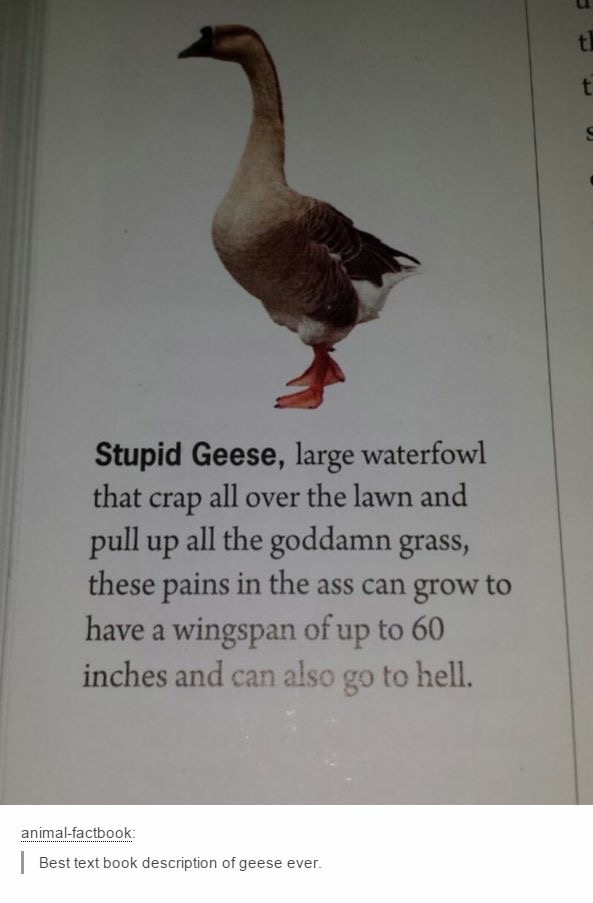 Stupid Geese, large waterfowl
that crap all over the lawn and
pull up all the goddamn grass,
these pains in the ass can grow to
have a wingspan of up to 60
inches and can also go to hell.
animal-factbook:
Best text book description of geese ever.